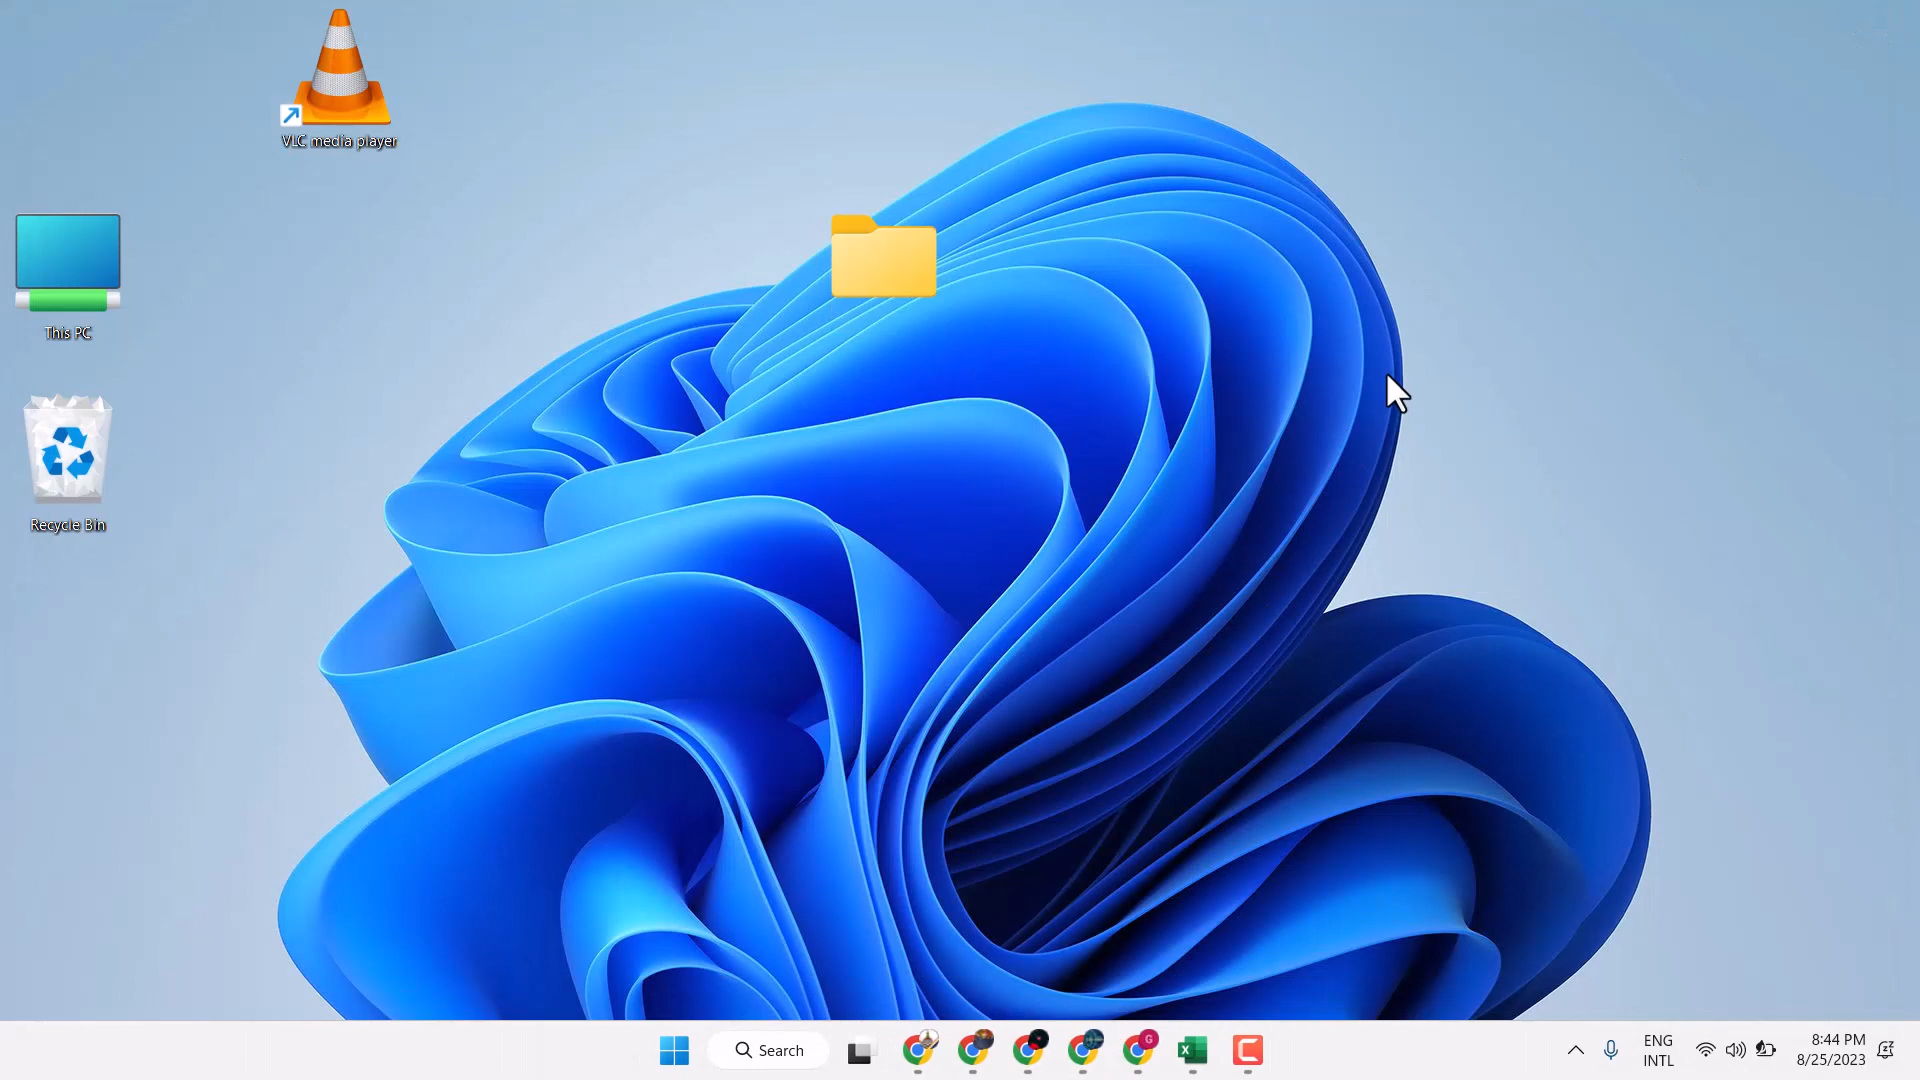 VLC media player
This PC
Recycle Bin
Search
G
ENG
INTL
8:44 PM
8/25/2023